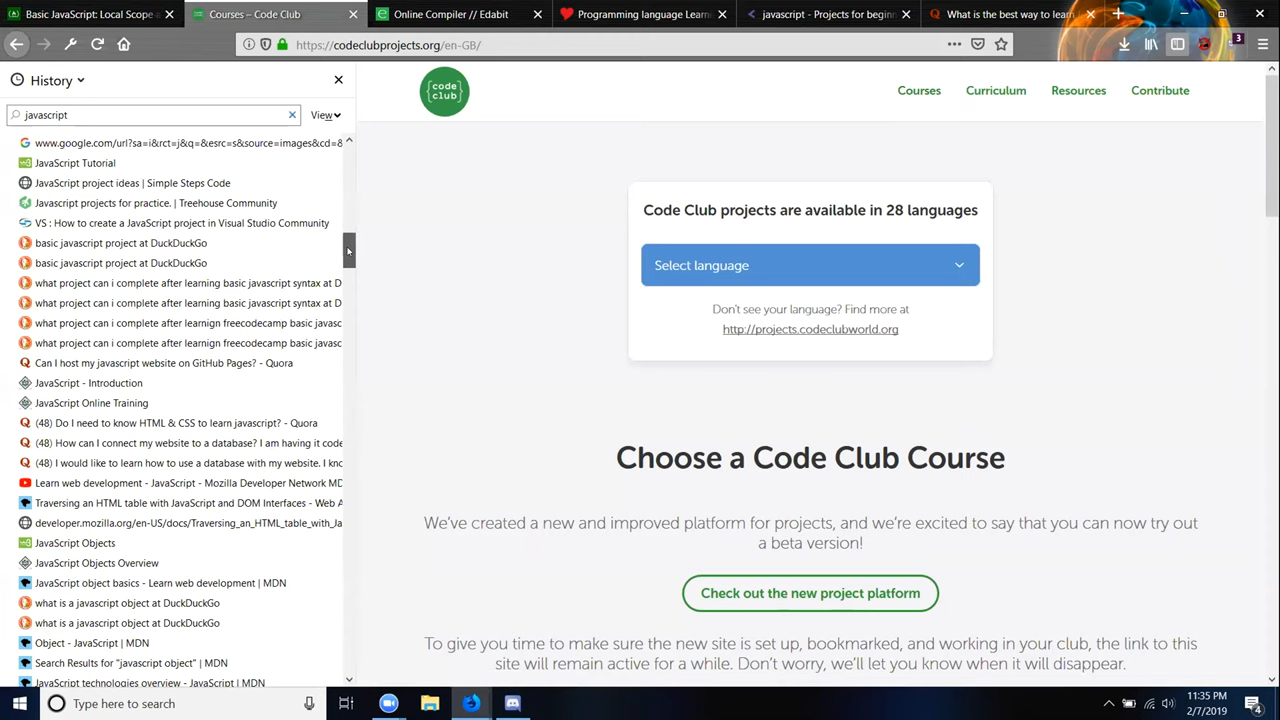 Basic JavaScript: Local Scope a
Courses – Code Club
Online Compiler // Edabit
Programming language Learn
javascript - Projects for beginn
What is the best way to learn
https://codeclubprojects.org/en-GB/
3
History
javascript
View
www.google.com/url?sa=i&rct=j&q=&esrc=s&source=images&cd=&
JavaScript Tutorial
JavaScript project ideas | Simple Steps Code
Javascript projects for practice. | Treehouse Community
VS : How to create a JavaScript project in Visual Studio Community
basic javascript project at DuckDuckGo
basic javascript project at DuckDuckGo
what project can i complete after learning basic javascript syntax at D
what project can i complete after learning basic javascript syntax at D
what project can i complete after learnign freecodecamp basic javasc
what project can i complete after learnign freecodecamp basic javasc
Can I host my javascript website on GitHub Pages? - Quora
JavaScript - Introduction
JavaScript Online Training
(48) Do I need to know HTML & CSS to learn javascript? - Quora
(48) How can I connect my website to a database? I am having it code
(48) I would like to learn how to use a database with my website. I kno
Learn web development - JavaScript - Mozilla Developer Network MD
Traversing an HTML table with JavaScript and DOM Interfaces - Web A
developer.mozilla.org/en-US/docs/Traversing_an_HTML_table_with_Ja
JavaScript Objects
JavaScript Objects Overview
JavaScript object basics - Learn web development | MDN
what is a javascript object at DuckDuckGo
what is a javascript object at DuckDuckGo
Object - JavaScript | MDN
Search Results for "javascript object" | MDN
JavaScript technologies overview - JavaScript | MDN
{code club}
Courses
Curriculum
Resources
Contribute
Code Club projects are available in 28 languages
Select language
Don't see your language? Find more at
http://projects.codeclubworld.org
Choose a Code Club Course
We've created a new and improved platform for projects, and we're excited to say that you can now try out
a beta version!
Check out the new project platform
To give you time to make sure the new site is set up, bookmarked, and working in your club, the link to this
site will remain active for a while. Don't worry, we'll let you know when it will disappear.
Type here to search
11:35 PM
2/7/2019
4